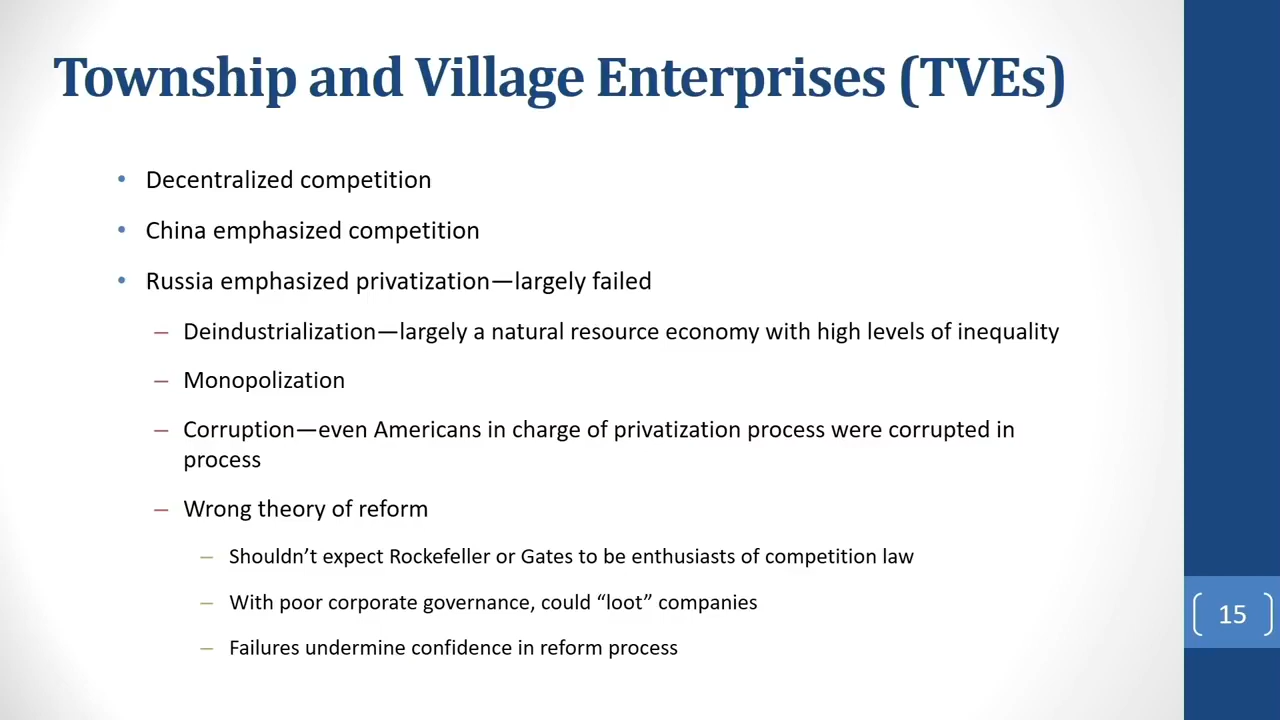 Township and Village Enterprises (TVEs)
• Decentralized competition
• China emphasized competition
• Russia emphasized privatization—largely failed
– Deindustrialization—largely a natural resource economy with high levels of inequality
– Monopolization
– Corruption—even Americans in charge of privatization process were corrupted in
process
– Wrong theory of reform
– Shouldn’t expect Rockefeller or Gates to be enthusiasts of competition law
– With poor corporate governance, could “loot” companies
– Failures undermine confidence in reform process
15